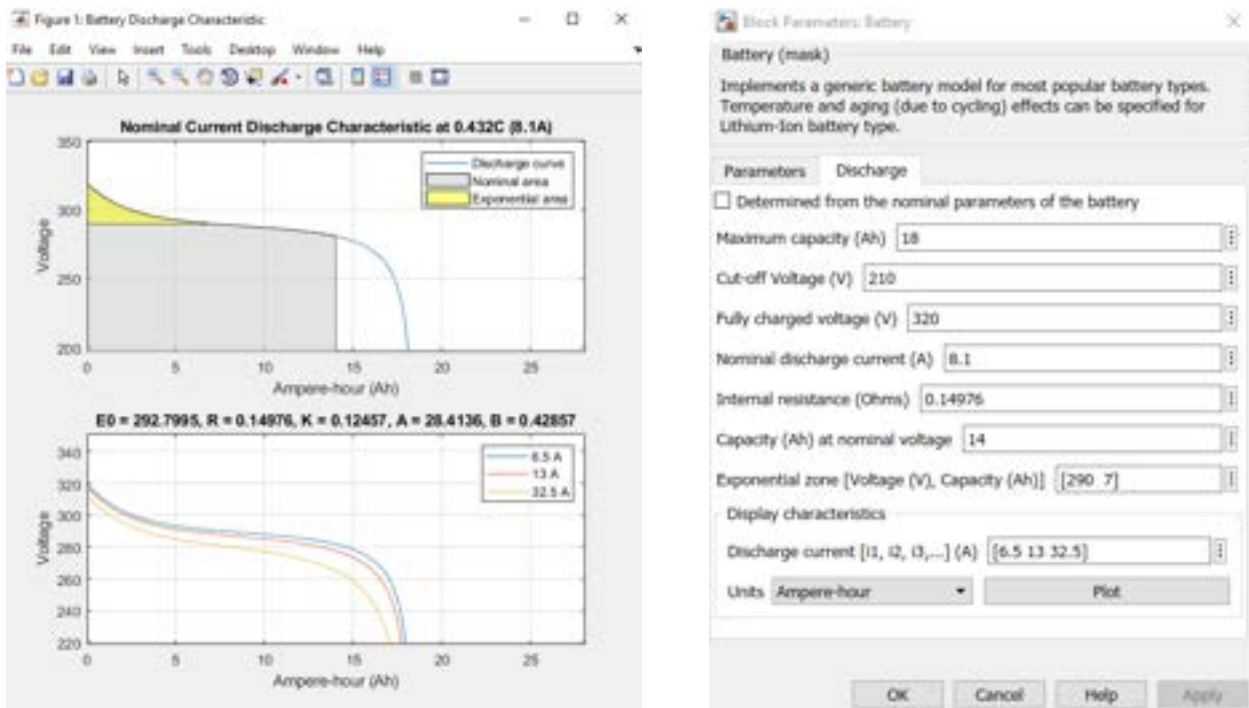 Figure 1: Battery Discharge Characteristic
File Edit View Insert Tools Desktop Window Help
Nominal Current Discharge Characteristic at 0.432C (8.1A)
350
300
250
200
Voltage
Discharge curve
Nominal area
Exponential area
0 5 10 15 20 25
Ampere-hour (Ah)
E0 = 292.7995, R = 0.14976, K = 0.12457, A = 28.4136, B = 0.42857
340
320
300
280
260
240
220
Voltage
6.5 A
13 A
32.5 A
0 5 10 15 20 25
Ampere-hour (Ah)
Block Parameters: Battery
Battery (mask)
Implements a generic battery model for most popular battery types.
Temperature and aging (due to cycling) effects can be specified for
Lithium-Ion battery type.
Parameters Discharge
Determined from the nominal parameters of the battery
Maximum capacity (Ah) 18
Cut-off Voltage (V) 210
Fully charged voltage (V) 320
Nominal discharge current (A) 8.1
Internal resistance (Ohms) 0.14976
Capacity (Ah) at nominal voltage 14
Exponential zone [Voltage (V), Capacity (Ah)] [290 7]
Display characteristics
Discharge current [i1, i2, i3,...] (A) [6.5 13 32.5]
Units Ampere-hour Plot
OK Cancel Help Apply